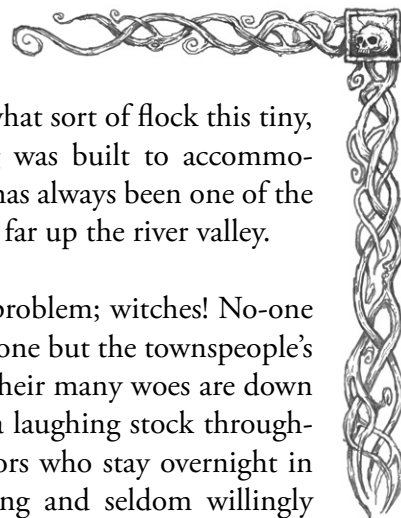 what sort of flock this tiny,
was built to accommo-
has always been one of the
far up the river valley.
problem; witches! No-one
one but the townspeople's
their many woes are down
laughing stock through-
ors who stay overnight in
ng and seldom willingly